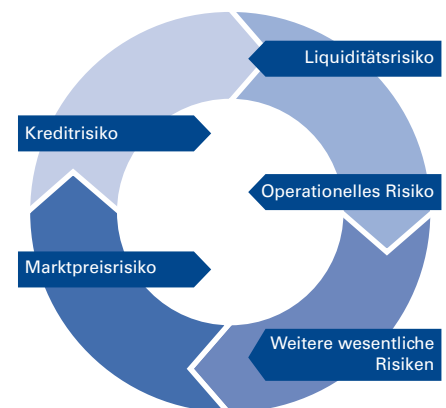 Liquiditätsrisiko
Kreditrisiko
Operationelles Risiko
Marktpreisrisiko
Weitere wesentliche
Risiken